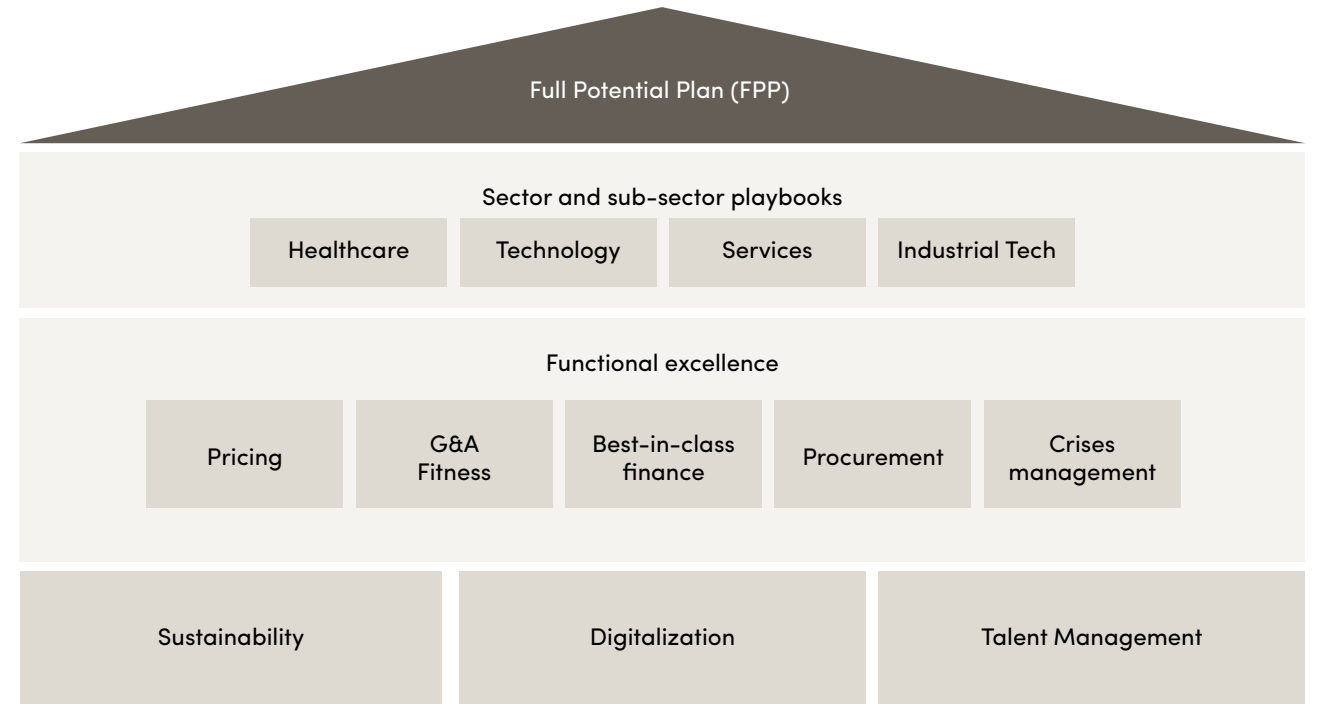 Full Potential Plan (FPP)
Sector and sub-sector playbooks
Healthcare
Technology
Services
Industrial Tech
Functional excellence
Pricing
G&A
Fitness
Best-in-class
finance
Procurement
Crises
management
Sustainability
Digitalization
Talent Management